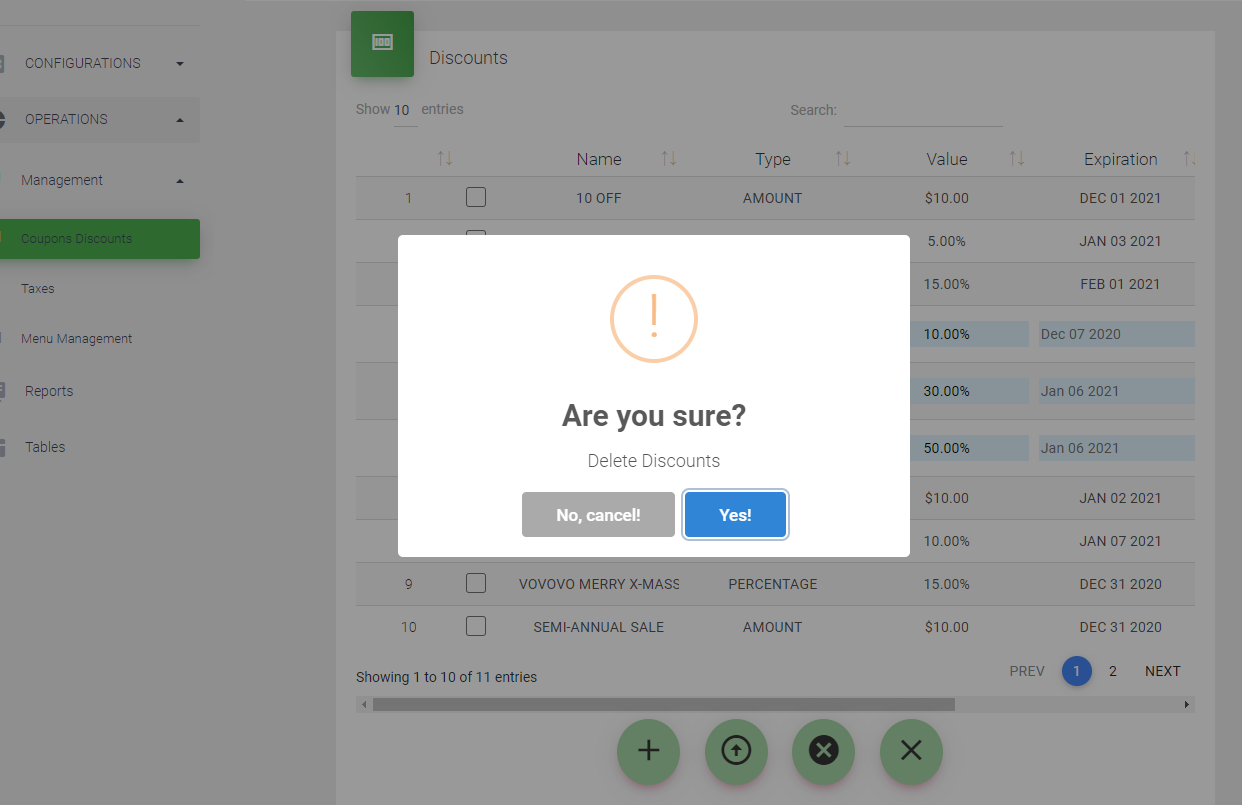 100
Discounts
CONFIGURATIONS
OPERATIONS
Management
Coupons Discounts
Taxes
Menu Management
Reports
Tables
Show 10 entries
Search:
Name Type Value Expiration
1 10 OFF AMOUNT $10.00 DEC 01 2021
5.00% JAN 03 2021
15.00% FEB 01 2021
10.00% Dec 07 2020
30.00% Jan 06 2021
50.00% Jan 06 2021
$10.00 JAN 02 2021
10.00% JAN 07 2021
9 VOVOVO MERRY X-MASS PERCENTAGE 15.00% DEC 31 2020
10 SEMI-ANNUAL SALE AMOUNT $10.00 DEC 31 2020
Showing 1 to 10 of 11 entries
PREV 1 2 NEXT
!
Are you sure?
Delete Discounts
No, cancel! Yes!